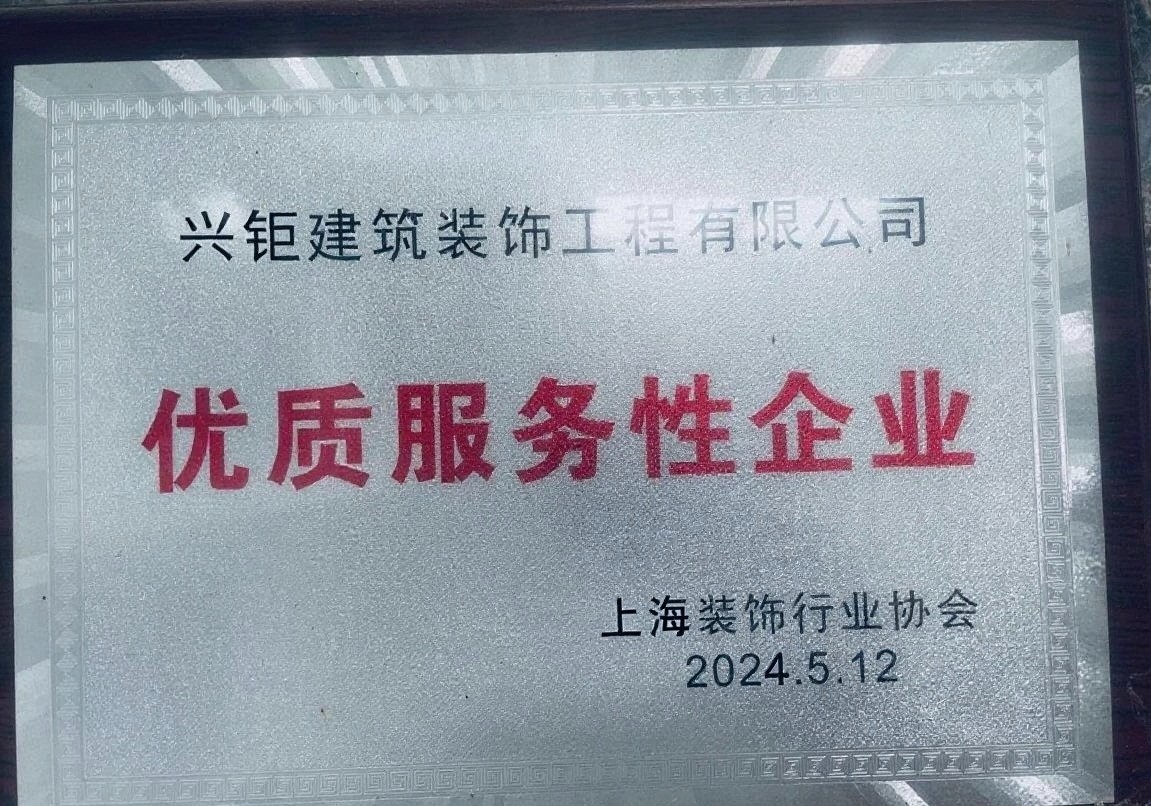 兴钜建筑装饰工程有限公司
优质服务性企业
上海装饰行业协会
2024.5.12